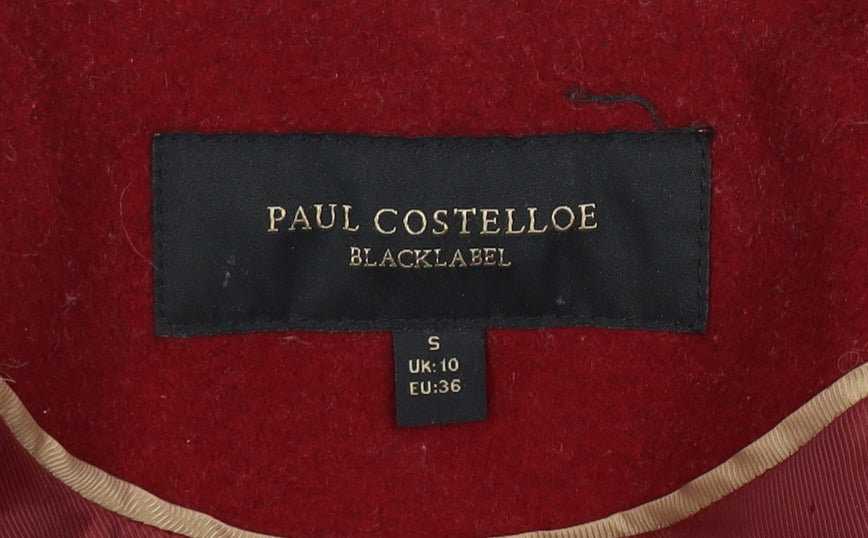 PAUL COSTELLOE
BLACKLABEL
S
UK:10
EU:36